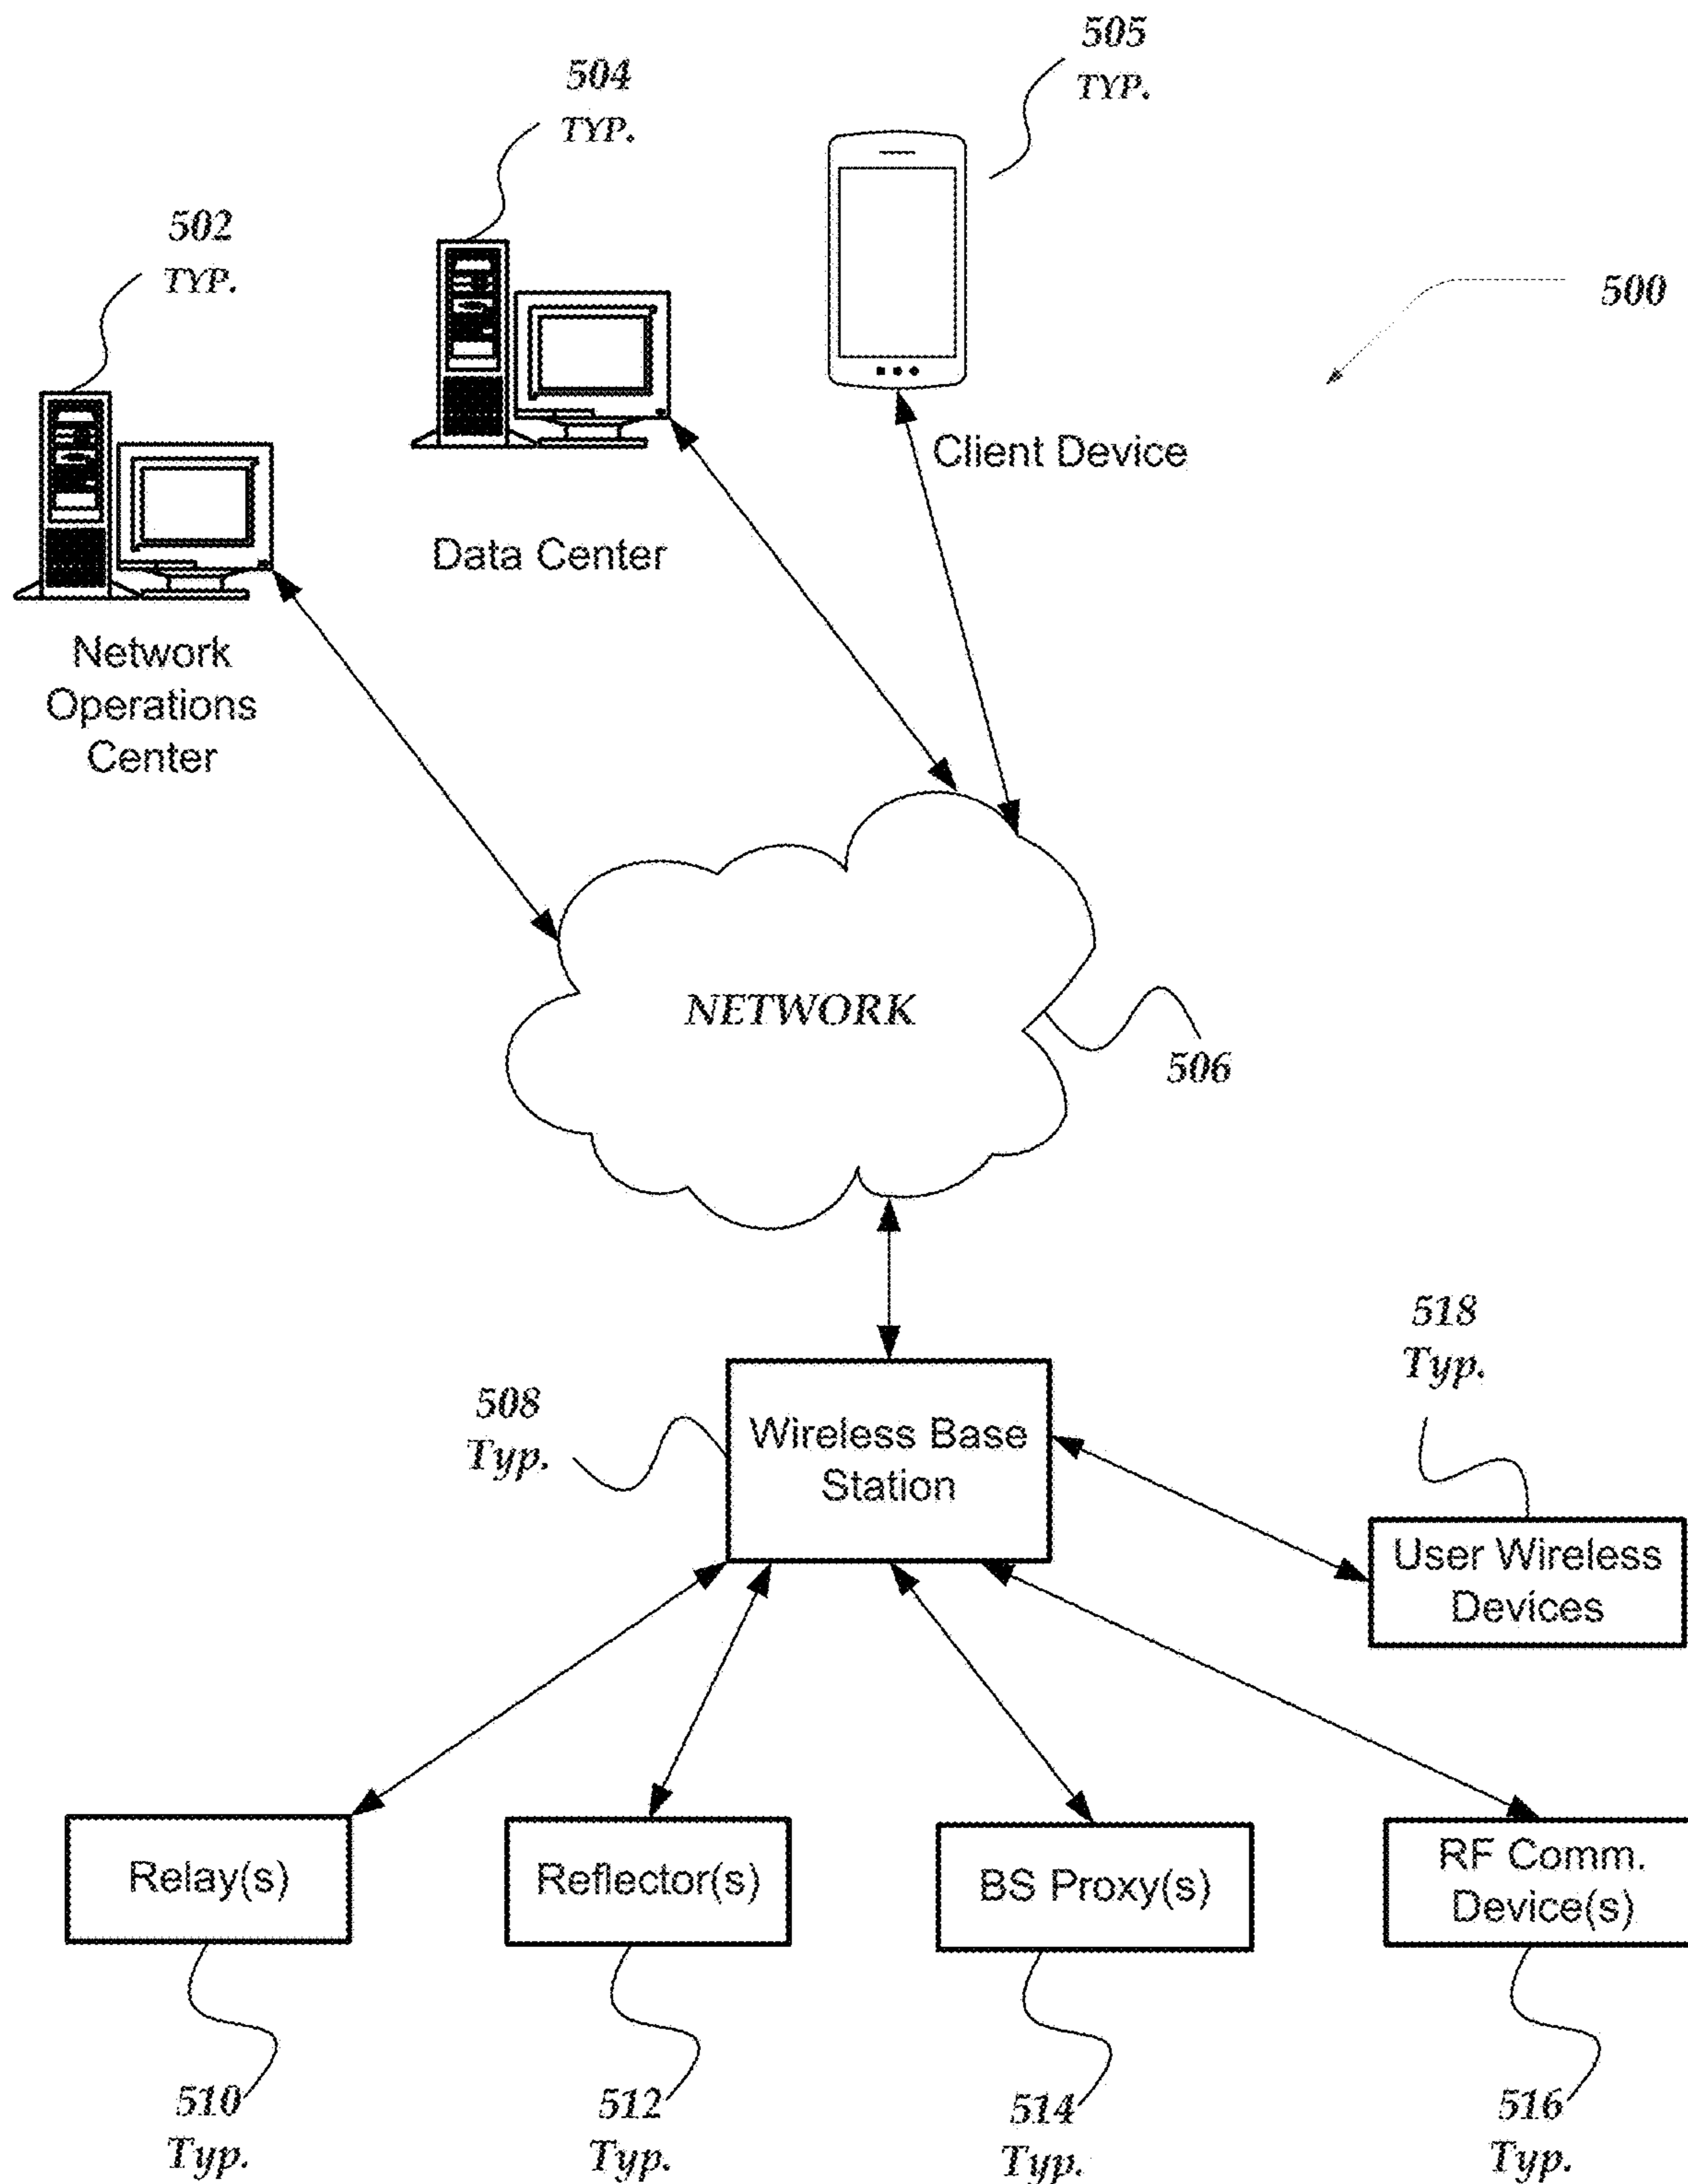 505
TYP.
504
TYP.
502
TYP.
500
Client Device
Data Center
Network
Operations
Center
NETWORK
506
518
Typ.
508
Typ.
Wireless Base
Station
User Wireless
Devices
Relay(s)
Reflector(s)
BS Proxy(s)
RF Comm.
Device(s)
510
Typ.
512
Typ.
514
Typ.
516
Typ.